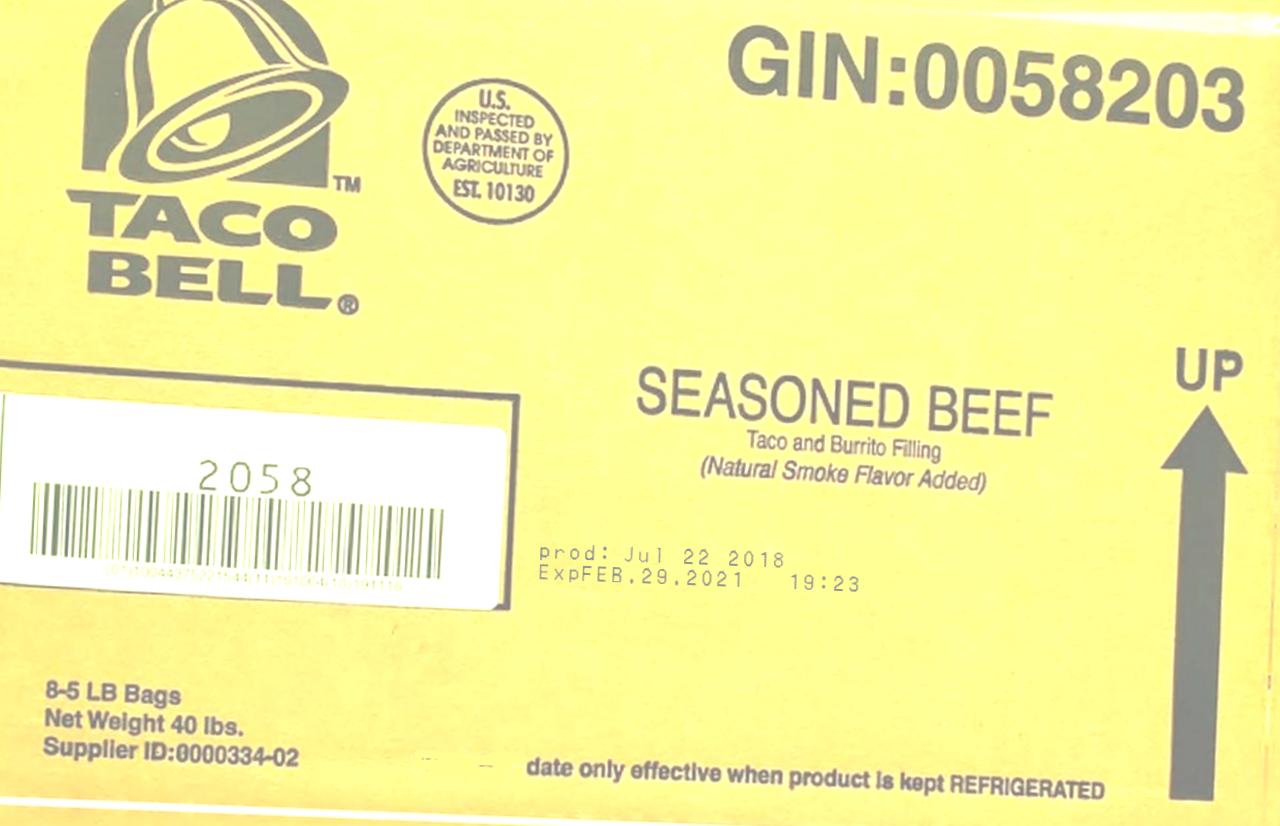 GIN:0058203
U.S.
INSPECTED
AND PASSED BY
DEPARTMENT OF
AGRICULTURE
EST. 10130
TM
TACO
BELL®
UP
SEASONED BEEF
Taco and Burrito Filling
(Natural Smoke Flavor Added)
2058
prod: Jul 22 2018
ExpFEB.29.2021 19:23
8-5 LB Bags
Net Weight 40 lbs.
Supplier ID:0000334-02
date only effective when product is kept REFRIGERATED